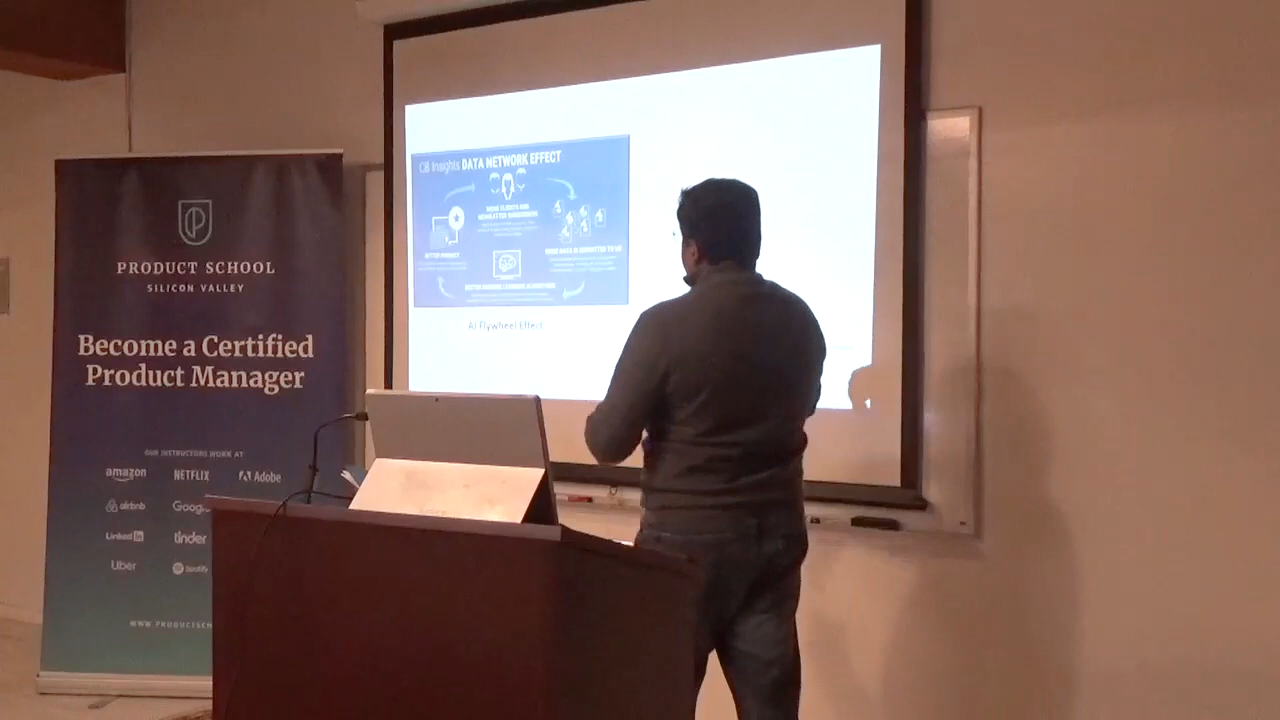 PRODUCT SCHOOL
SILICON VALLEY
Become a Certified
Product Manager
OUR INSTRUCTORS WORK AT
amazon NETFLIX Adobe
airbnb Google
LinkedIn tinder
Uber Spotify
WWW.PRODUCTSCH
CB Insights DATA NETWORK EFFECT
MORE CLIENTS AND
NEWSLETTER SUBSCRIBERS
BETTER PRODUCT
MORE DATA IS SUBMITTED TO US
BETTER MACHINE LEARNING ALGORITHMS
AI Flywheel Effect